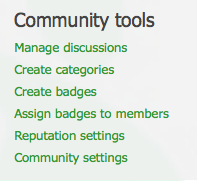 Community tools
Manage discussions
Create categories
Create badges
Assign badges to members
Reputation settings
Community settings